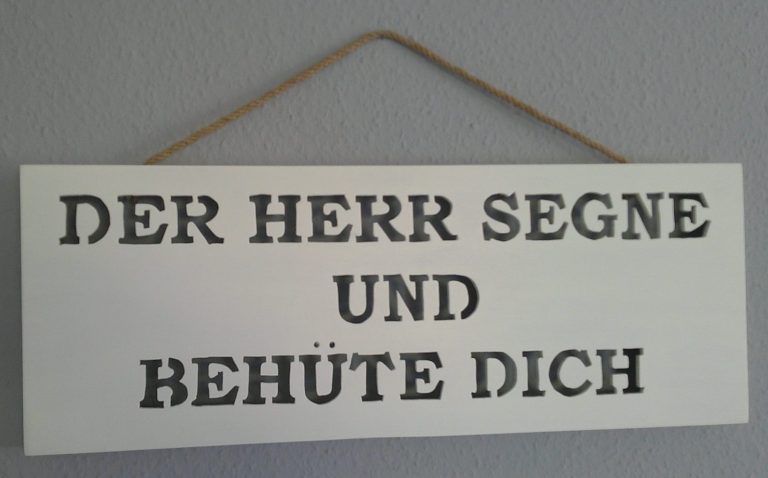 DER HERR SEGNE
UND
BEHÜTE DICH